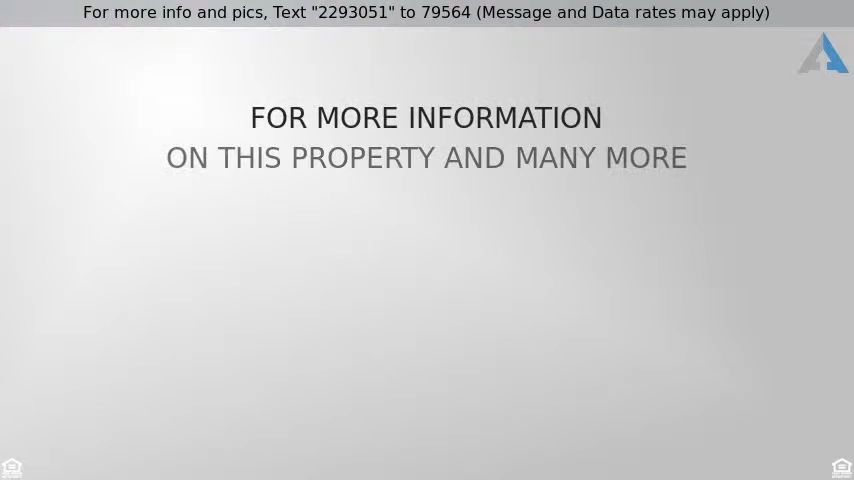 For more info and pics, Text "2293051" to 79564 (Message and Data rates may apply)
FOR MORE INFORMATION
ON THIS PROPERTY AND MANY MORE